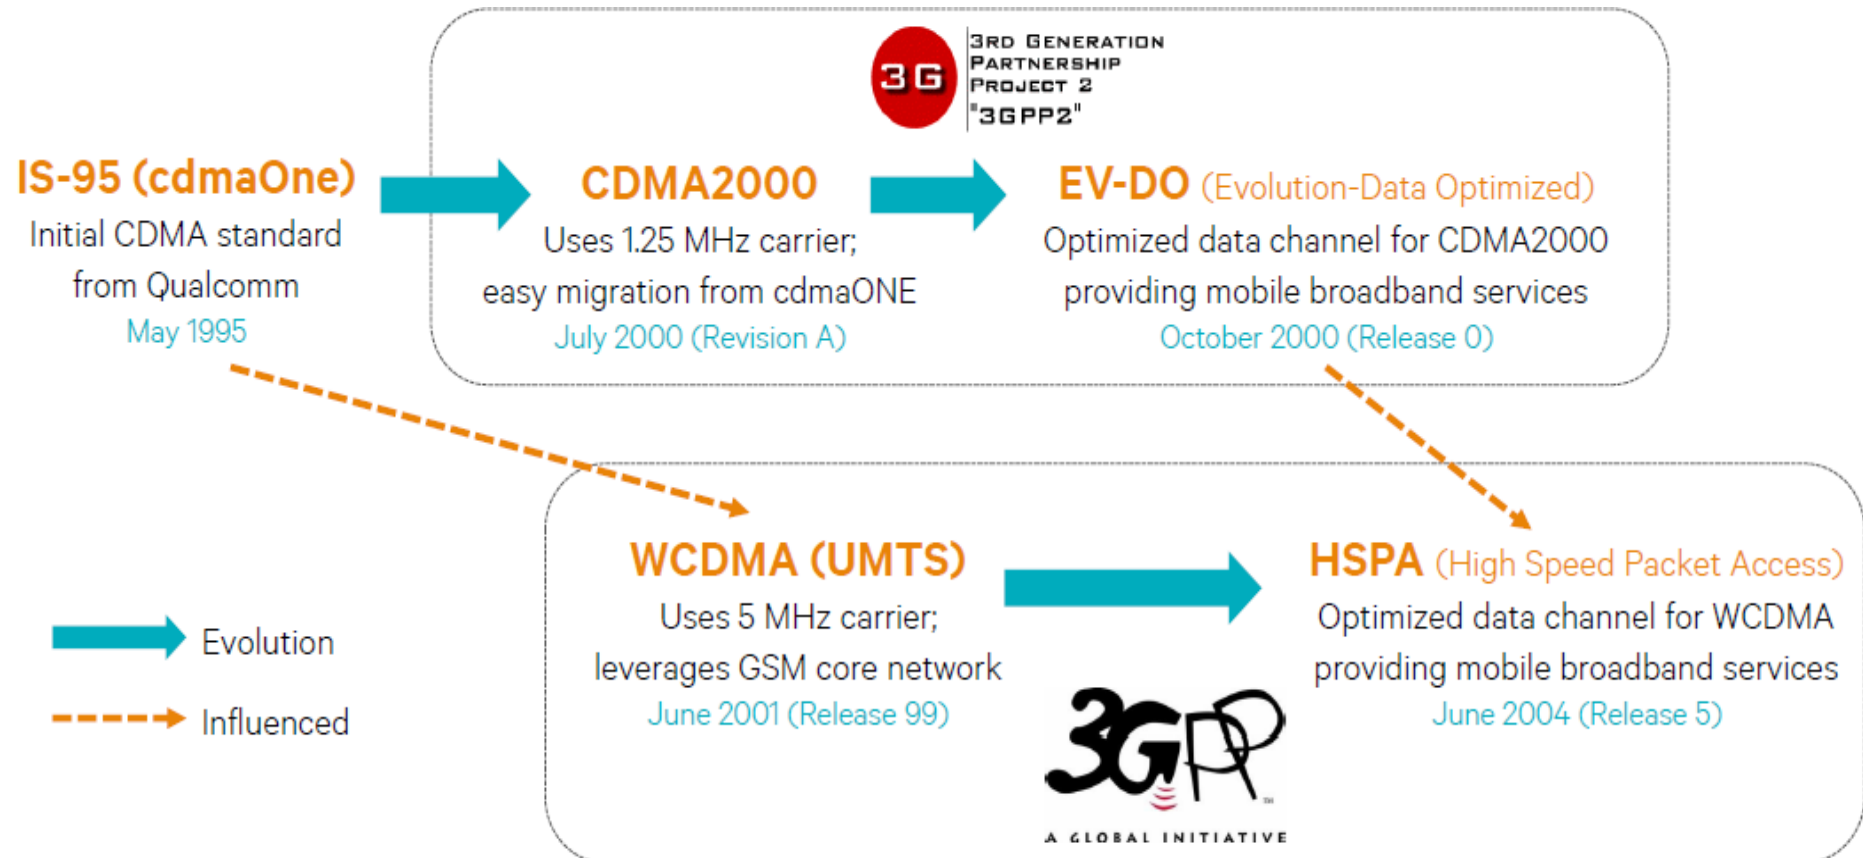 3RD GENERATION
PARTNERSHIP
PROJECT 2
"3GPP2"
3G
IS-95 (cdmaOne)
Initial CDMA standard
from Qualcomm
May 1995
CDMA2000
Uses 1.25 MHz carrier;
easy migration from cdmaONE
July 2000 (Revision A)
EV-DO (Evolution-Data Optimized)
Optimized data channel for CDMA2000
providing mobile broadband services
October 2000 (Release 0)
WCDMA (UMTS)
Uses 5 MHz carrier;
leverages GSM core network
June 2001 (Release 99)
HSPA (High Speed Packet Access)
Optimized data channel for WCDMA
providing mobile broadband services
June 2004 (Release 5)
Evolution
Influenced
3GPP
TM
A GLOBAL INITIATIVE